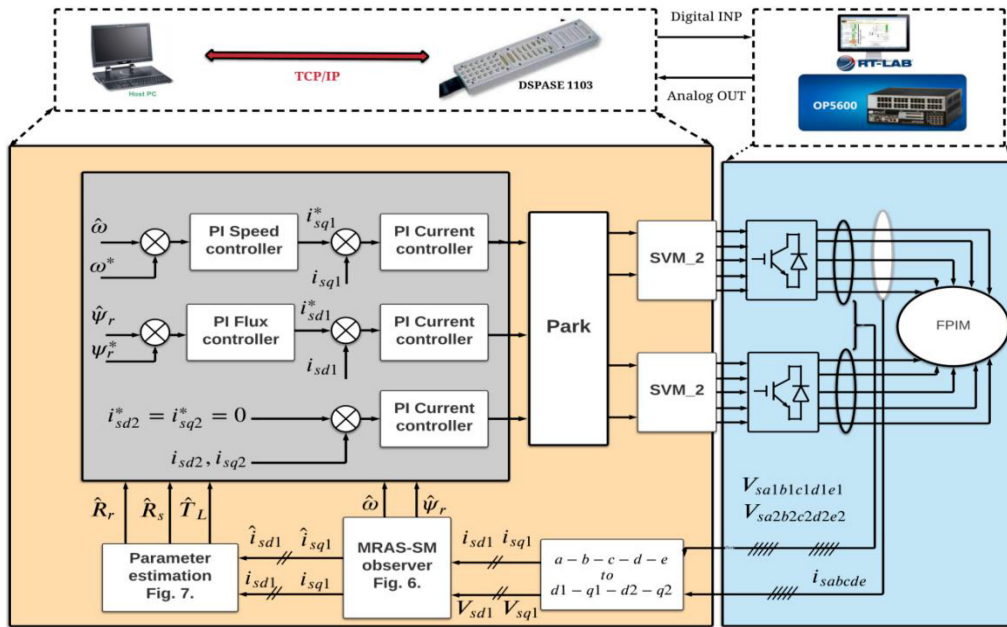 Digital INP
Host PC
TCP/IP
DSPASE 1103
Analog OUT
RT-LAB
OP5600
ω̂
ω*
PI Speed
controller
i*sq1
isq1
PI Current
controller
ψ̂r
ψ*r
PI Flux
controller
i*sd1
isd1
PI Current
controller
i*sd2 = i*sq2 = 0
isd2, isq2
PI Current
controller
Park
SVM_2
SVM_2
FPIM
R̂r
R̂s
T̂L
ω̂
ψ̂r
Parameter
estimation
Fig. 7.
îsd1 îsq1
isd1 isq1
MRAS-SM
observer
Fig. 6.
isd1 isq1
Vsd1 Vsq1
a − b − c − d − e
to
d1 − q1 − d2 − q2
Vsa1b1c1d1e1
Vsa2b2c2d2e2
isabcde